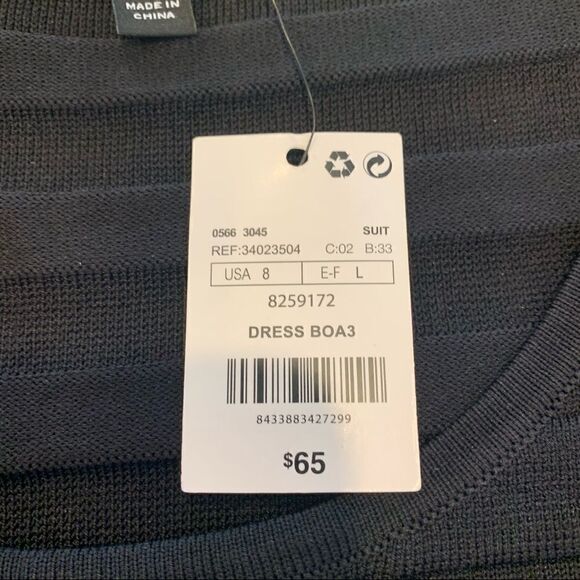 MADE IN
CHINA
0566 3045 SUIT
REF:34023504 C:02 B:33
USA 8 E-F L
8259172
DRESS BOA3
8433883427299
$65